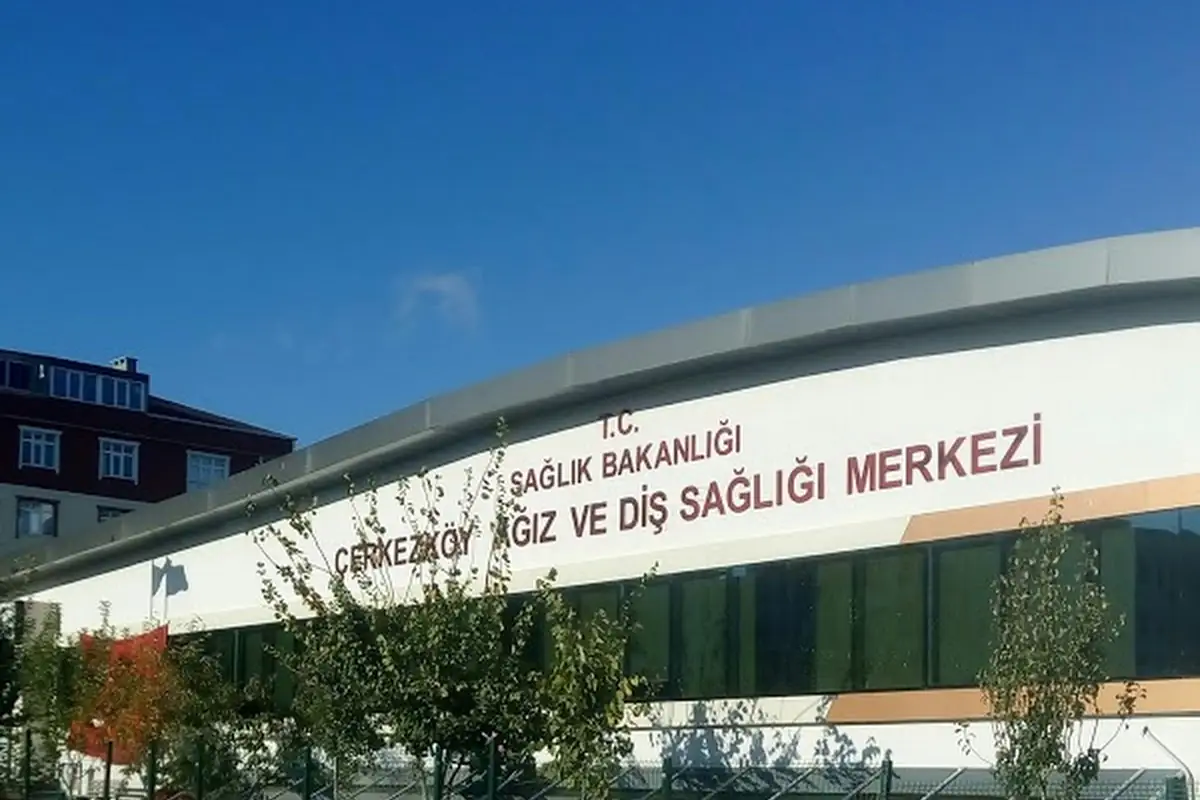 T.C.
SAĞLIK BAKANLIĞI
ÇERKEZKÖY AĞIZ VE DİŞ SAĞLIĞI MERKEZİ